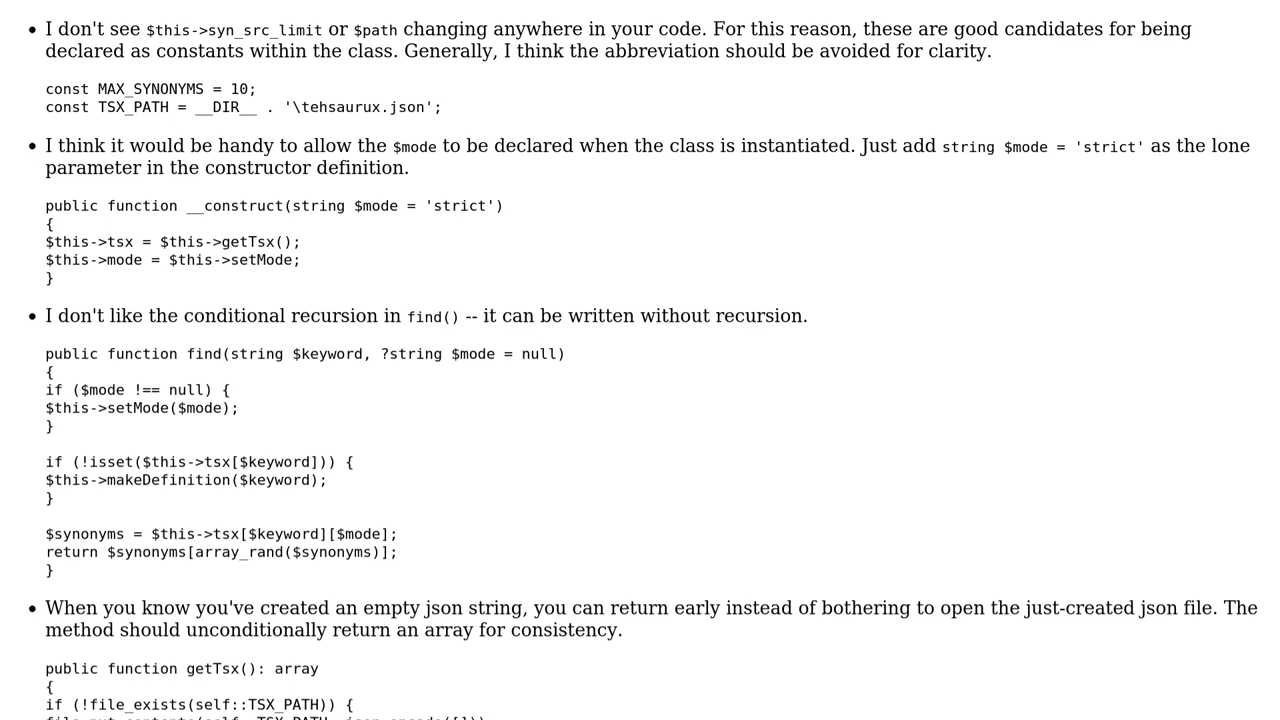 • I don't see $this->syn_src_limit or $path changing anywhere in your code. For this reason, these are good candidates for being
declared as constants within the class. Generally, I think the abbreviation should be avoided for clarity.
const MAX_SYNONYMS = 10;
const TSX_PATH = __DIR__ . '\tehsaurux.json';
• I think it would be handy to allow the $mode to be declared when the class is instantiated. Just add string $mode = 'strict' as the lone
parameter in the constructor definition.
public function __construct(string $mode = 'strict')
{
$this->tsx = $this->getTsx();
$this->mode = $this->setMode;
}
• I don't like the conditional recursion in find() -- it can be written without recursion.
public function find(string $keyword, ?string $mode = null)
{
if ($mode !== null) {
$this->setMode($mode);
}
if (!isset($this->tsx[$keyword])) {
$this->makeDefinition($keyword);
}
$synonyms = $this->tsx[$keyword][$mode];
return $synonyms[array_rand($synonyms)];
}
• When you know you've created an empty json string, you can return early instead of bothering to open the just-created json file. The
method should unconditionally return an array for consistency.
public function getTsx(): array
{
if (!file_exists(self::TSX_PATH)) {